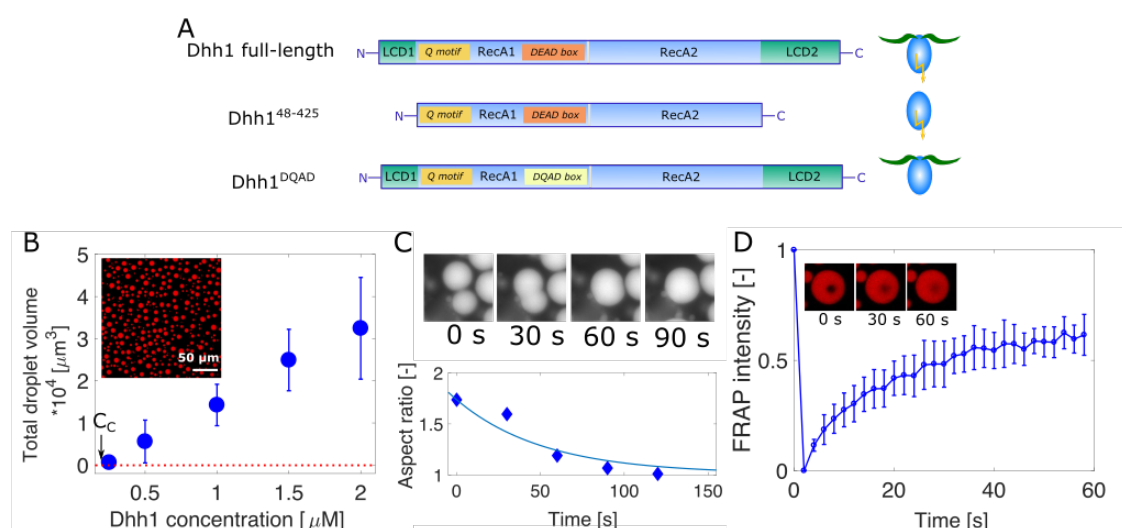 A
Dhh1 full-length
N
LCD1
Q motif
RecA1
DEAD box
RecA2
LCD2
C
Dhh1^48-425
N
Q motif
RecA1
DEAD box
RecA2
C
Dhh1^DQAD
N
LCD1
Q motif
RecA1
DQAD box
RecA2
LCD2
C
B
Total droplet volume
*10^4 [μm^3]
5
4
3
2
1
0
50 μm
C_C
0.5 1 1.5 2
Dhh1 concentration [ μM]
C
0 s 30 s 60 s 90 s
Aspect ratio [-]
2
1.5
1
0 50 100 150
Time [s]
D
FRAP intensity [-]
1
0.5
0
0 s 30 s 60 s
0 20 40 60
Time [s]